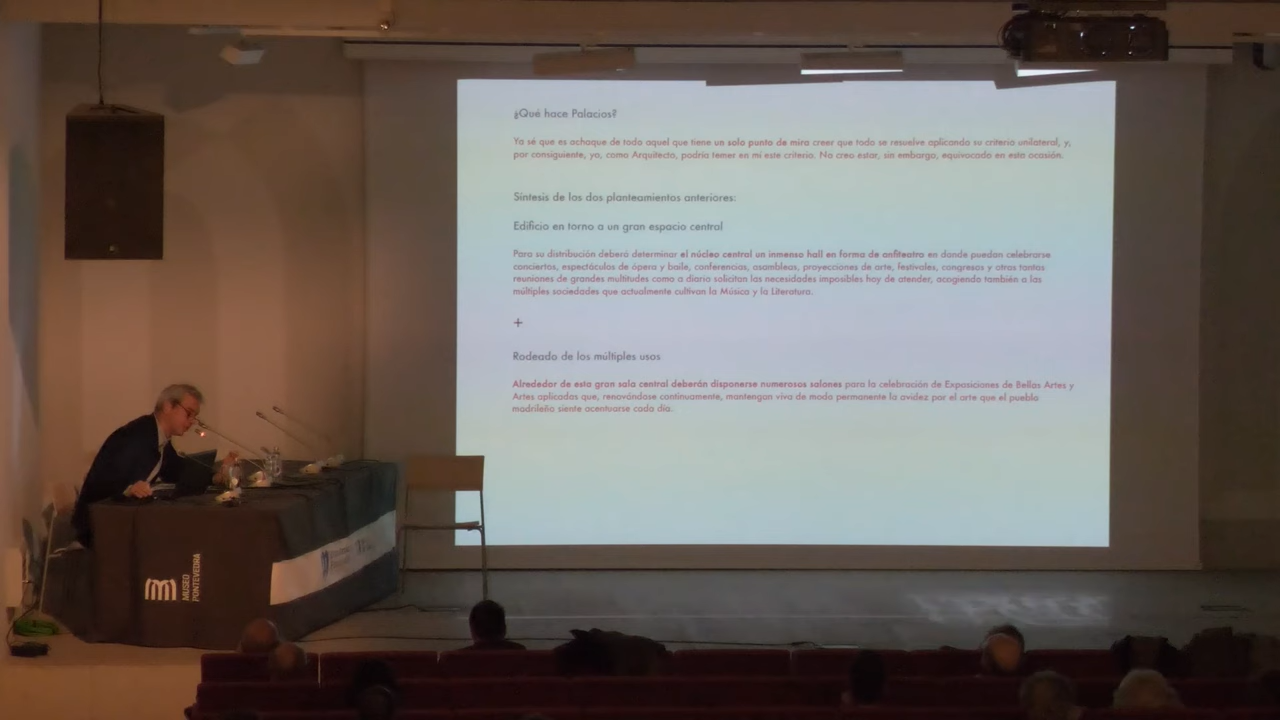 ¿Qué hace Palacios?
Ya sé que es achaque de todo aquel que tiene un solo punto de mira creer que todo se resuelve aplicando su criterio unilateral, y,
por consiguiente, yo, como Arquitecto, podría temer en mí este criterio. No creo estar, sin embargo, equivocado en esta ocasión.
Síntesis de los dos planteamientos anteriores:
Edificio en torno a un gran espacio central
Para su distribución deberá determinar el núcleo central un inmenso hall en forma de anfiteatro en donde puedan celebrarse
conciertos, espectáculos de ópera y baile, conferencias, asambleas, proyecciones de arte, festivales, congresos y otras tantas
reuniones de grandes multitudes como a diario solicitan las necesidades imposibles hoy de atender, acogiendo también a las
múltiples sociedades que actualmente cultivan la Música y la Literatura.
+
Rodeado de los múltiples usos
Alrededor de esta gran sala central deberán disponerse numerosos salones para la celebración de Exposiciones de Bellas Artes y
Artes aplicadas que, renovándose continuamente, mantengan viva de modo permanente la avidez por el arte que el pueblo
madrileño siente acentuarse cada día.
MUSEO
PONTEVEDRA